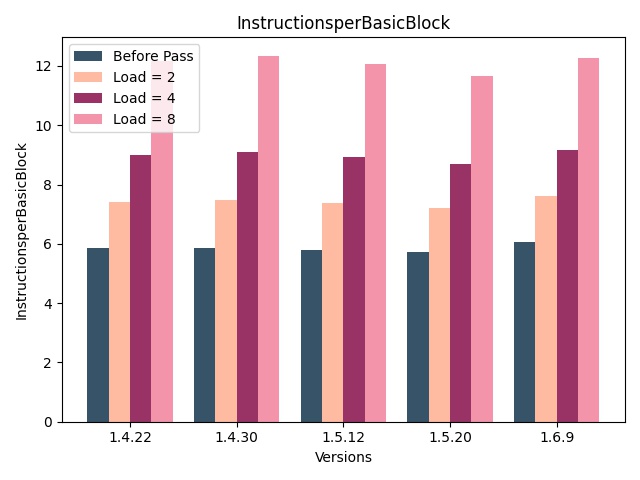 InstructionsperBasicBlock
Before Pass
Load = 2
Load = 4
Load = 8
InstructionsperBasicBlock
12
10
8
6
4
2
0
1.4.22
1.4.30
1.5.12
1.5.20
1.6.9
Versions